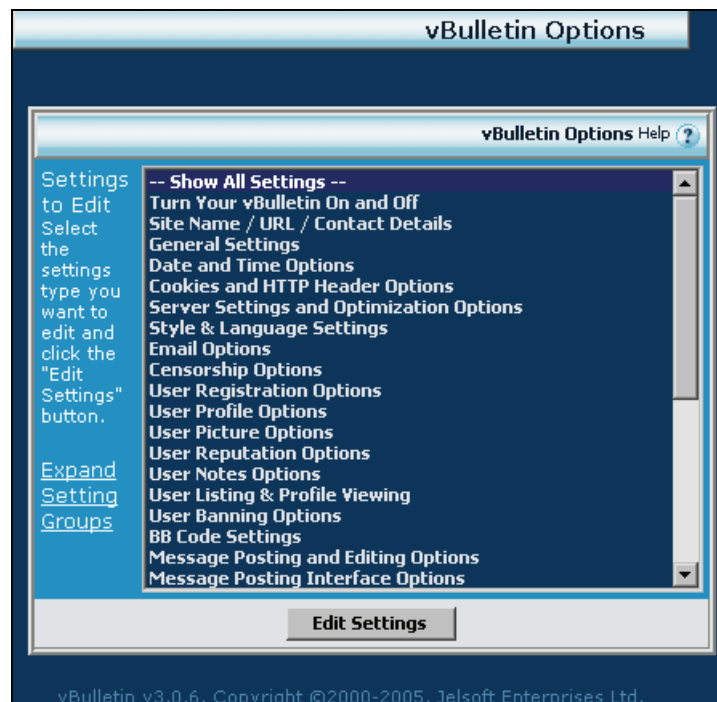 vBulletin Options
vBulletin Options Help ?
Settings
to Edit
Select
the
settings
type you
want to
edit and
click the
"Edit
Settings"
button.
Expand
Setting
Groups
-- Show All Settings --
Turn Your vBulletin On and Off
Site Name / URL / Contact Details
General Settings
Date and Time Options
Cookies and HTTP Header Options
Server Settings and Optimization Options
Style & Language Settings
Email Options
Censorship Options
User Registration Options
User Profile Options
User Picture Options
User Reputation Options
User Notes Options
User Listing & Profile Viewing
User Banning Options
BB Code Settings
Message Posting and Editing Options
Message Posting Interface Options
Edit Settings
vBulletin v3.0.6, Copyright ©2000-2005, Jelsoft Enterprises Ltd.